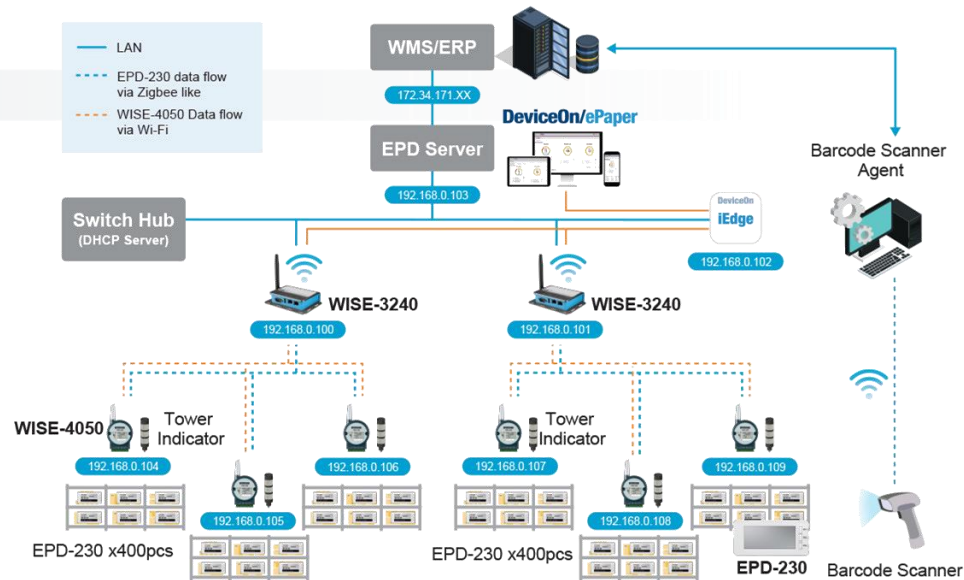 LAN
EPD-230 data flow
via Zigbee like
WISE-4050 Data flow
via Wi-Fi
WMS/ERP
172.34.171.XX
DeviceOn/ePaper
EPD Server
192.168.0.103
Barcode Scanner
Agent
Switch Hub
(DHCP Server)
DeviceOn
iEdge
192.168.0.102
WISE-3240
192.168.0.100
WISE-3240
192.168.0.101
WISE-4050
Tower
Indicator
192.168.0.104
192.168.0.105
192.168.0.106
Tower
Indicator
192.168.0.107
192.168.0.108
192.168.0.109
EPD-230 x400pcs
EPD-230 x400pcs
EPD-230
Barcode Scanner